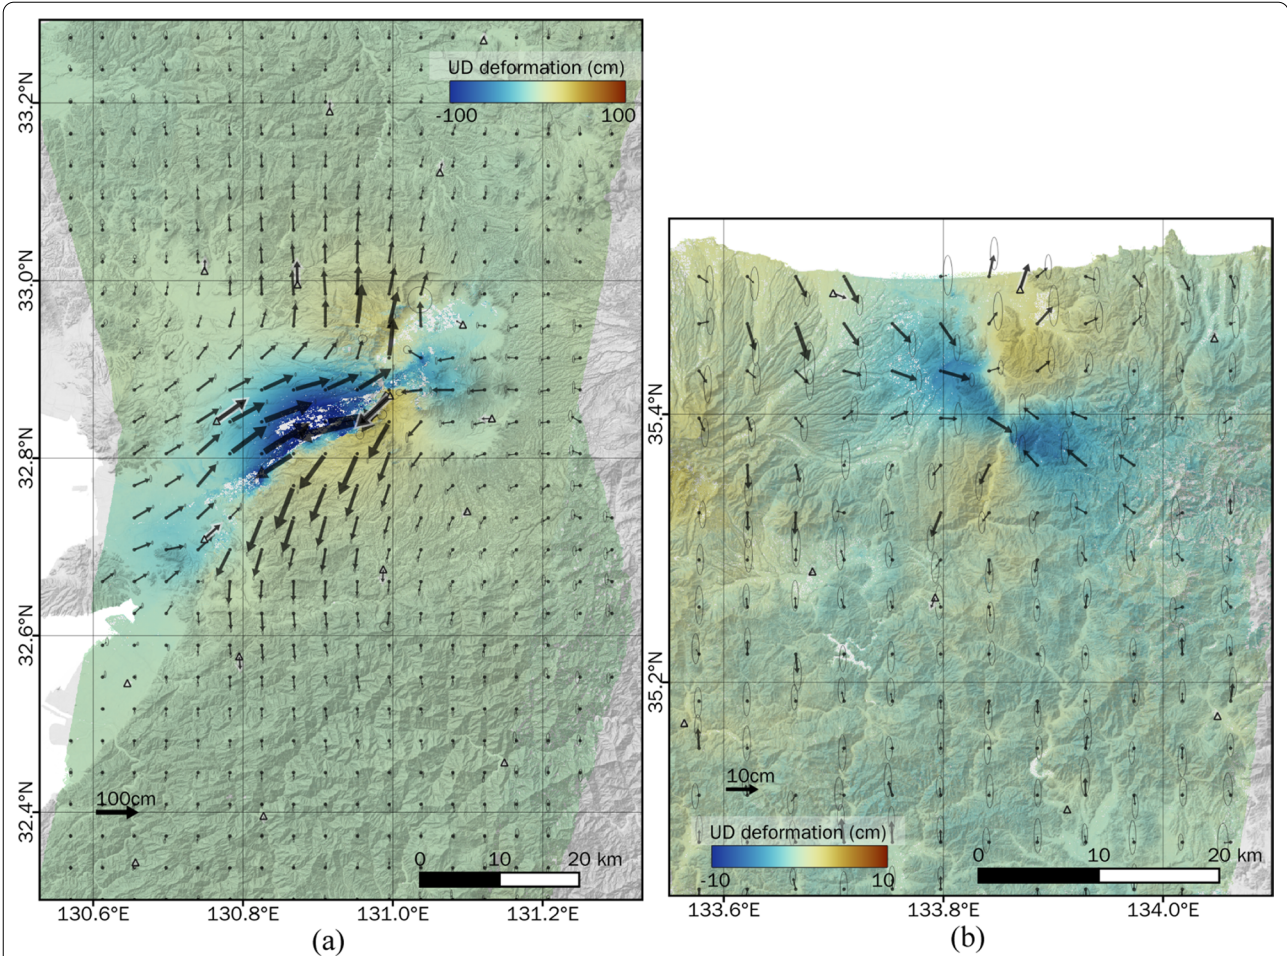 UD deformation (cm)
-100 100
33.2°N
33.0°N
32.8°N
32.6°N
32.4°N
100cm
0 10 20 km
130.6°E 130.8°E 131.0°E 131.2°E
(a)
35.4°N
35.2°N
10cm
UD deformation (cm)
-10 10
0 10 20 km
133.6°E 133.8°E 134.0°E
(b)